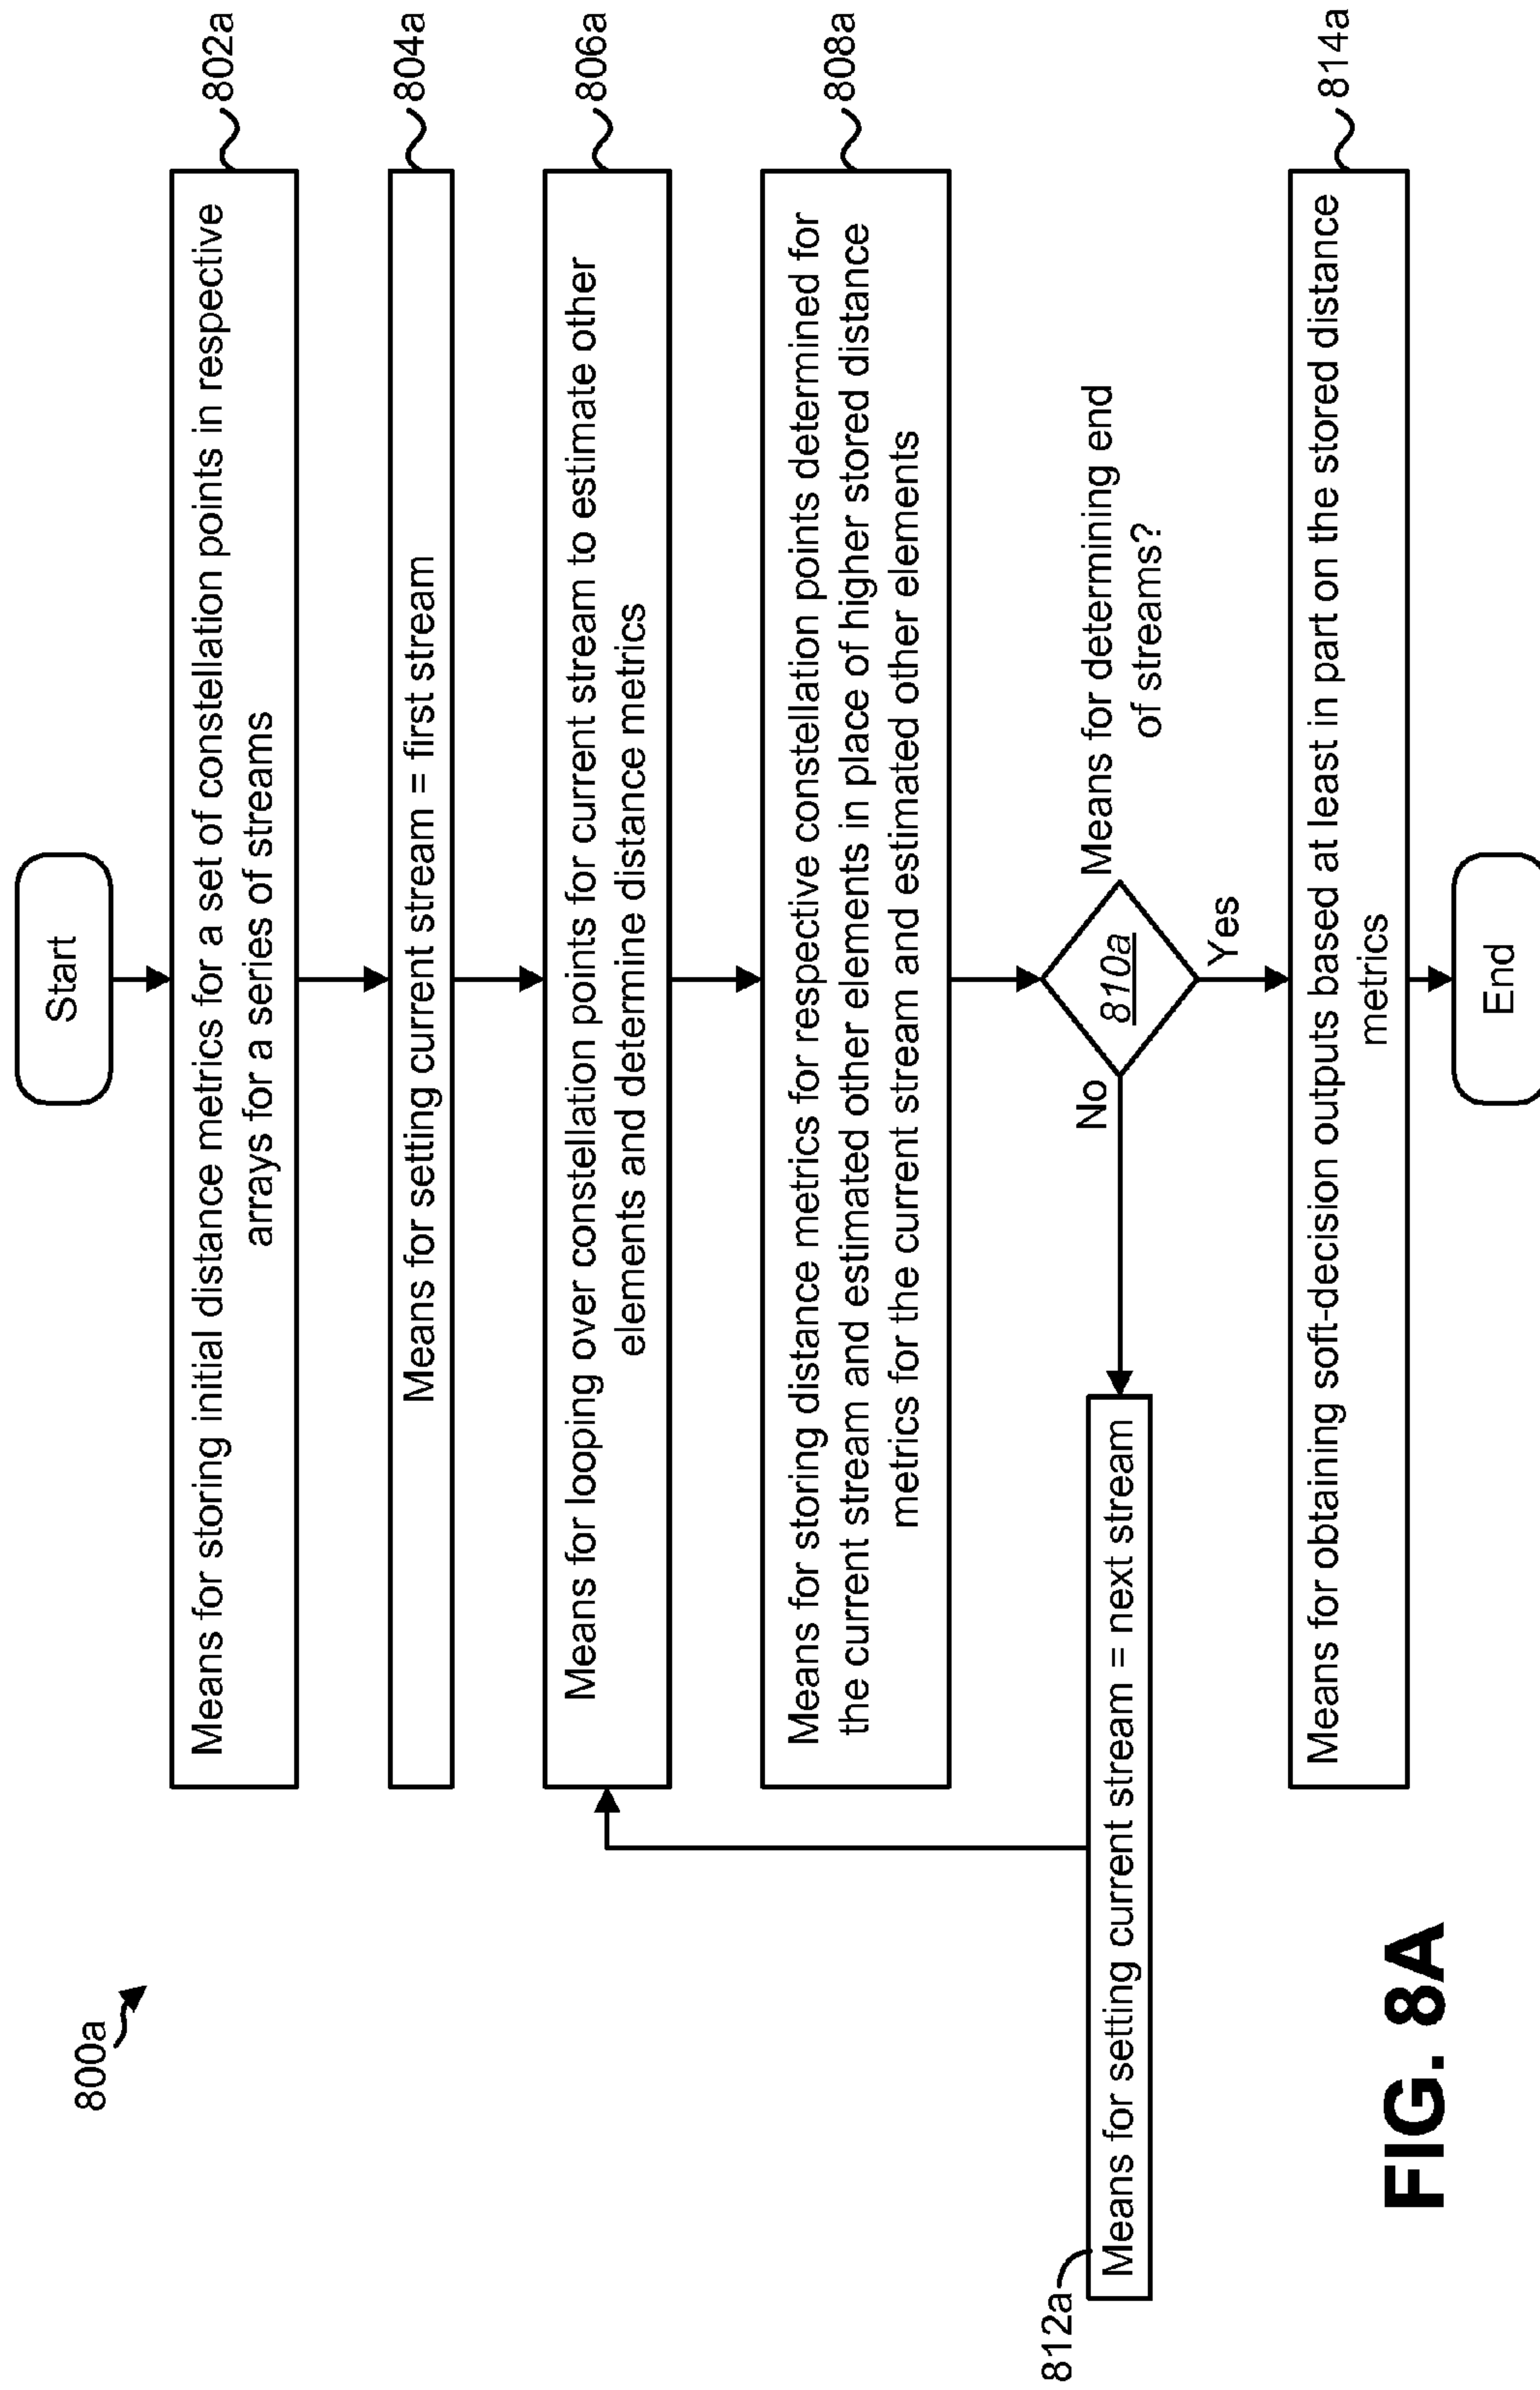 800a
Start
Means for storing initial distance metrics for a set of constellation points in respective
arrays for a series of streams
802a
Means for setting current stream = first stream
804a
Means for looping over constellation points for current stream to estimate other
elements and determine distance metrics
806a
Means for storing distance metrics for respective constellation points determined for
the current stream and estimated other elements in place of higher stored distance
metrics for the current stream and estimated other elements
808a
810a
Means for determining end
of streams?
No
Yes
812a
Means for setting current stream = next stream
Means for obtaining soft-decision outputs based at least in part on the stored distance
metrics
814a
End
FIG. 8A